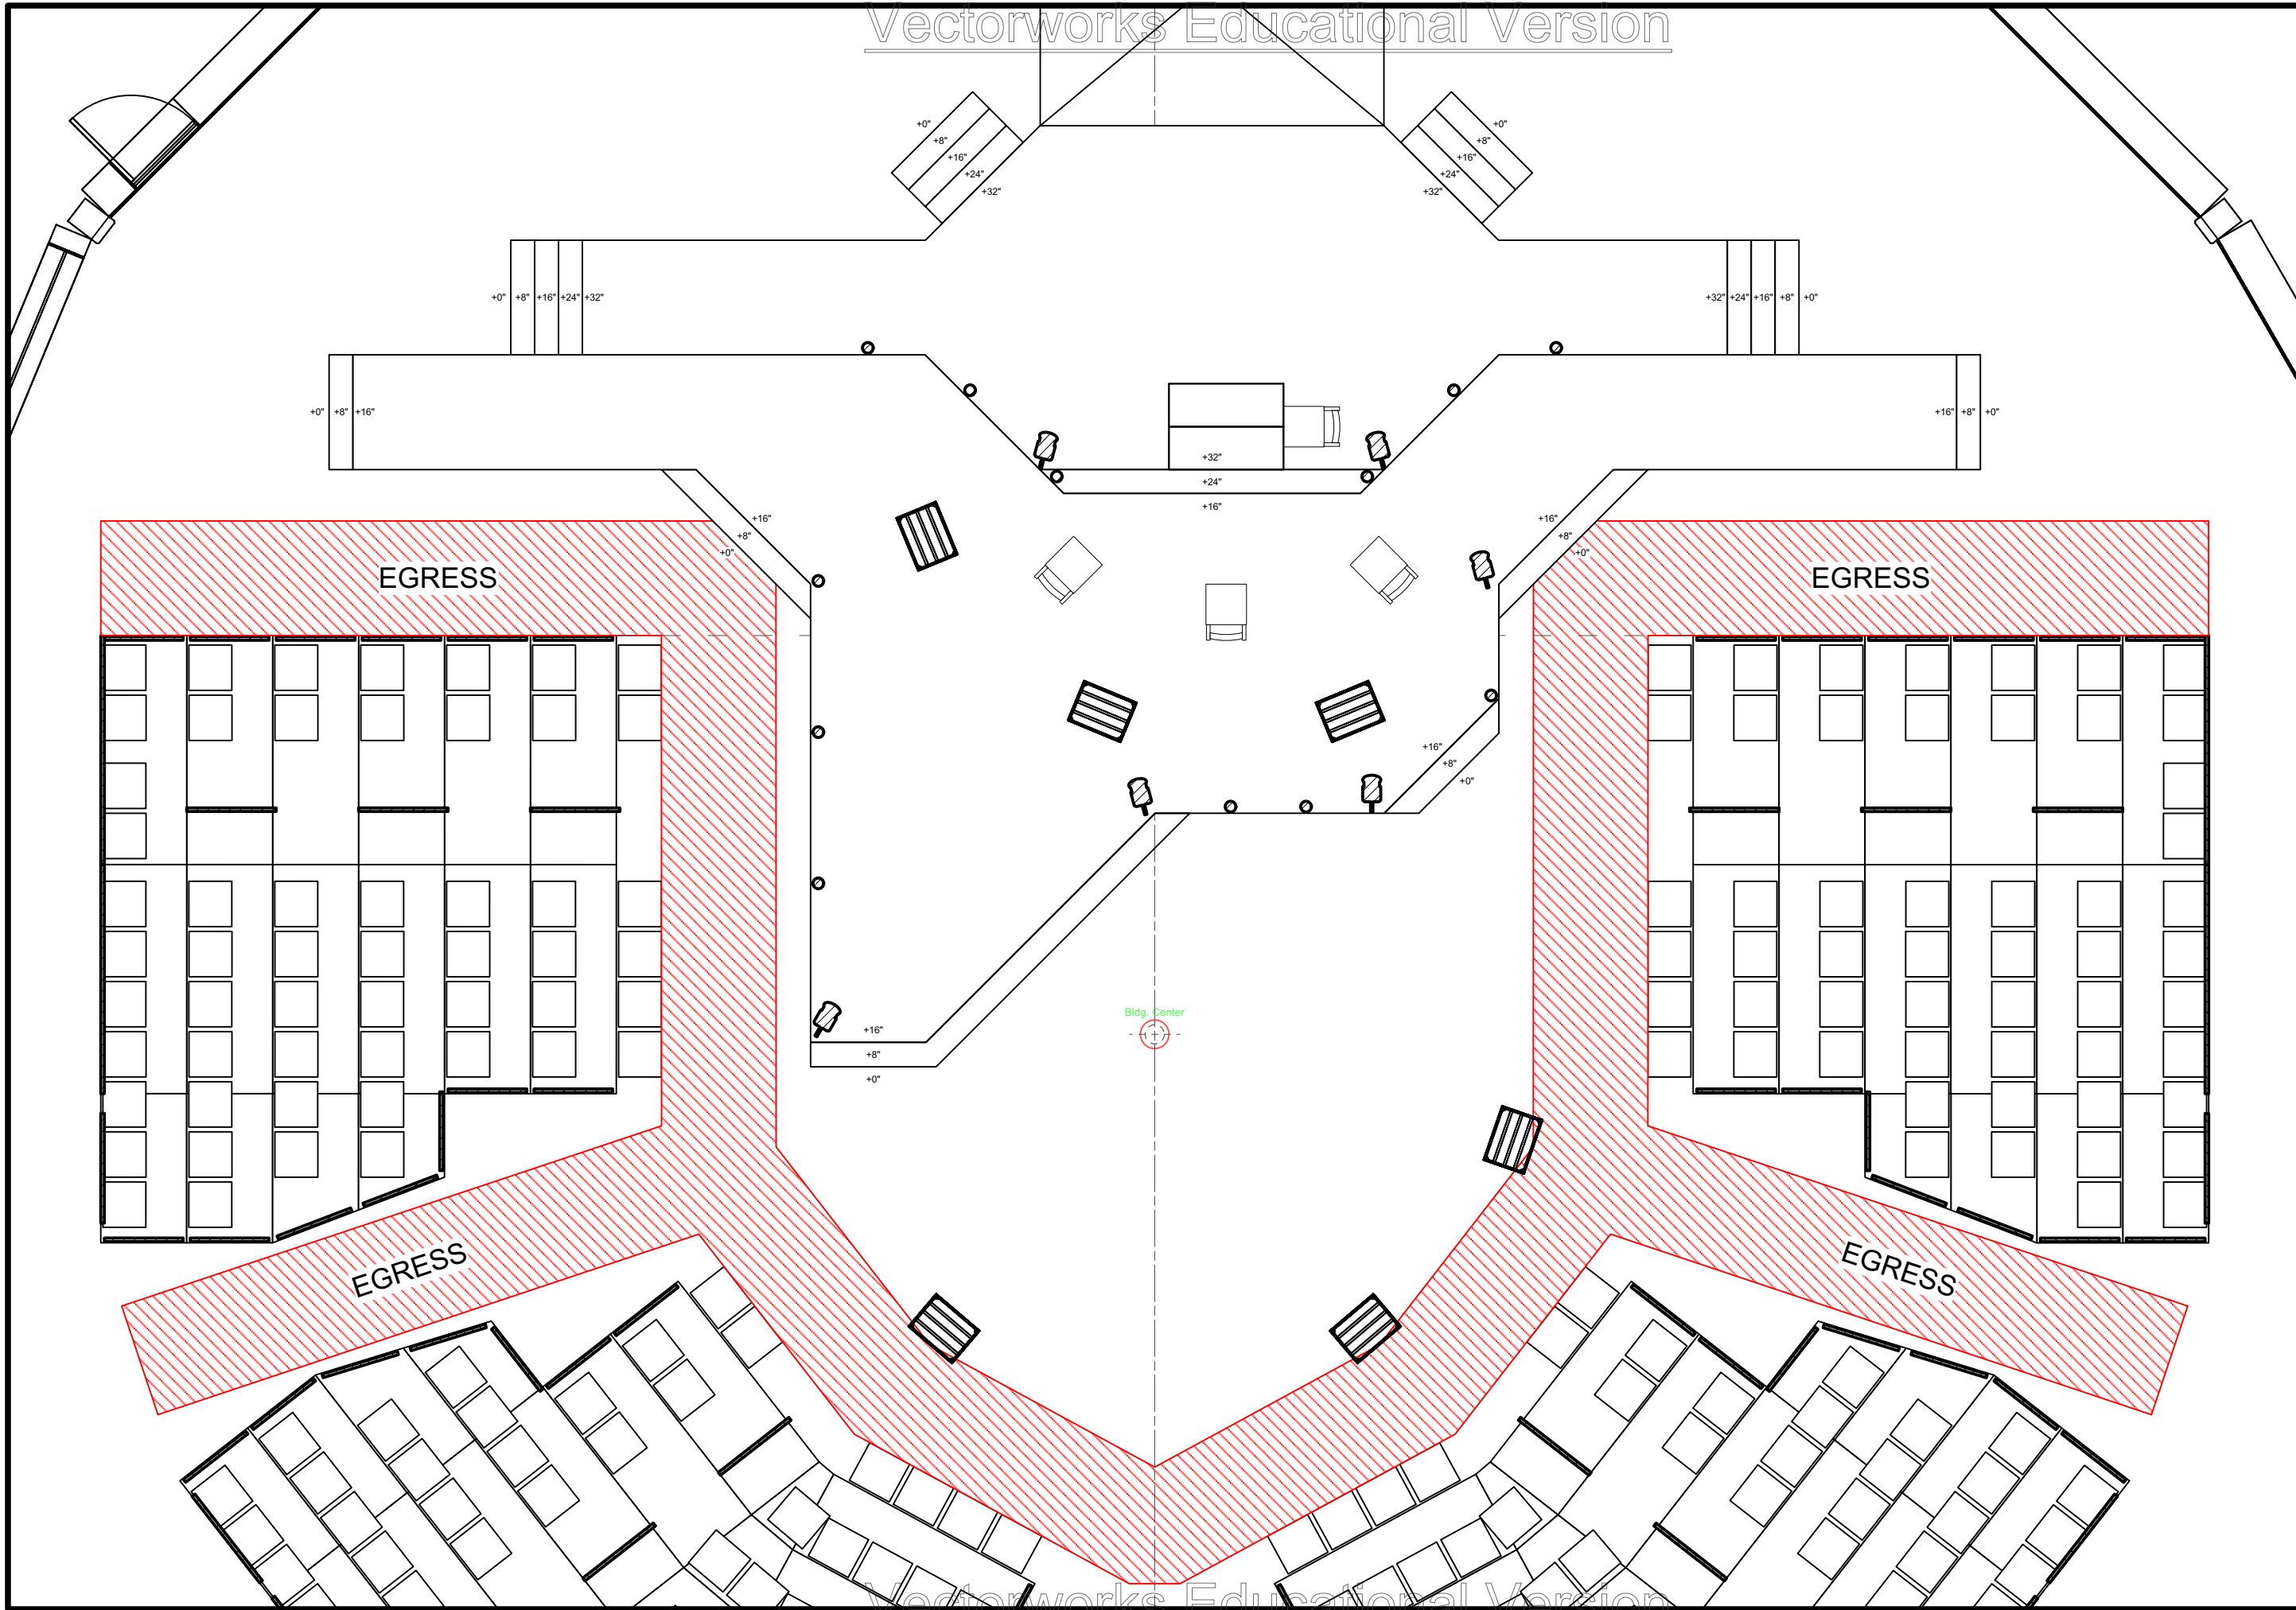 Vectorworks Educational Version
+0"
+8"
+16"
+24"
+32"
+0"
+8"
+16"
+24"
+32"
+0" +8" +16" +24" +32"
+32" +24" +16" +8" +0"
+0" +8" +16"
+16" +8" +0"
+32"
+24"
+16"
+16"
+8"
+0"
+16"
+8"
+0"
EGRESS
EGRESS
+16"
+8"
+0"
Bldg. Center
+16"
+8"
+0"
EGRESS
EGRESS
Vectorworks Educational Version